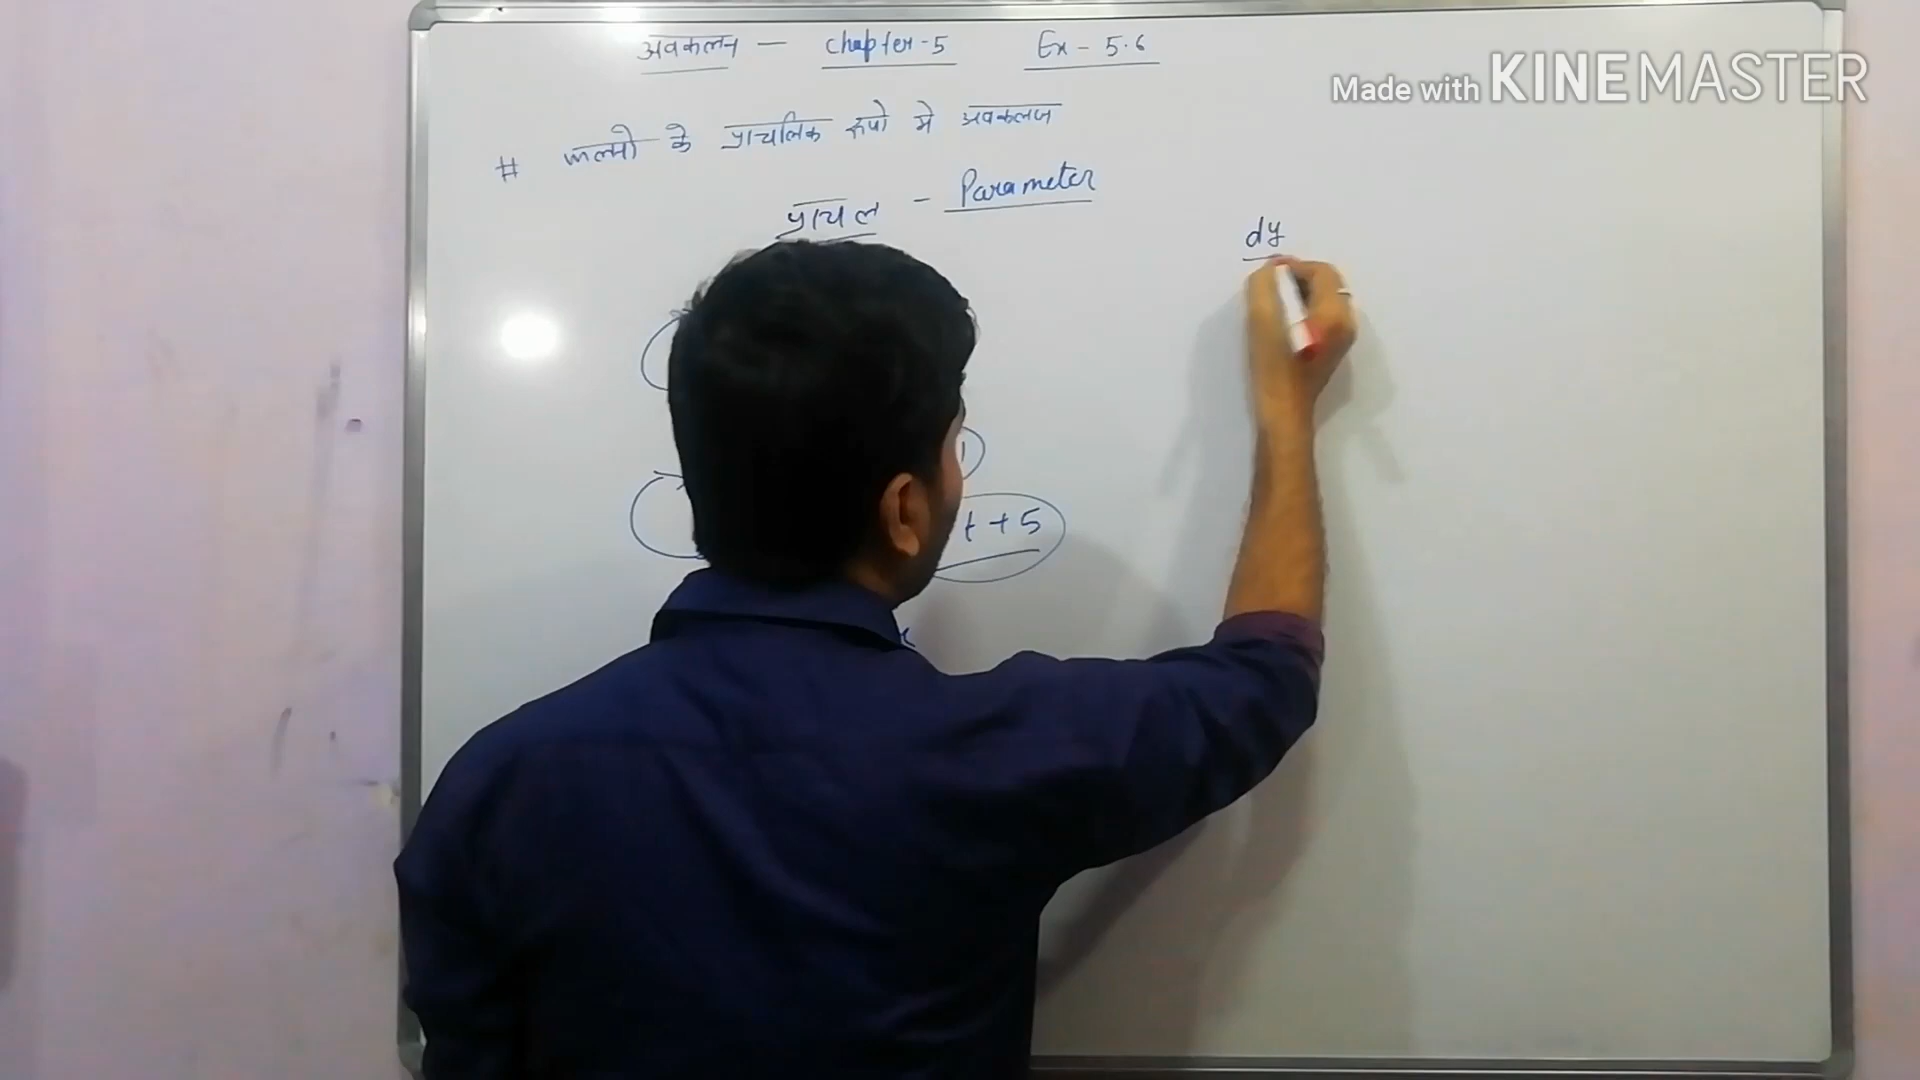 अवकलन — Chapter-5 Ex - 5.6
Made with KINEMASTER
# फलनो के प्राचलिक रूपो मे अवकलज
प्राचल - Parameter
dy
t + 5